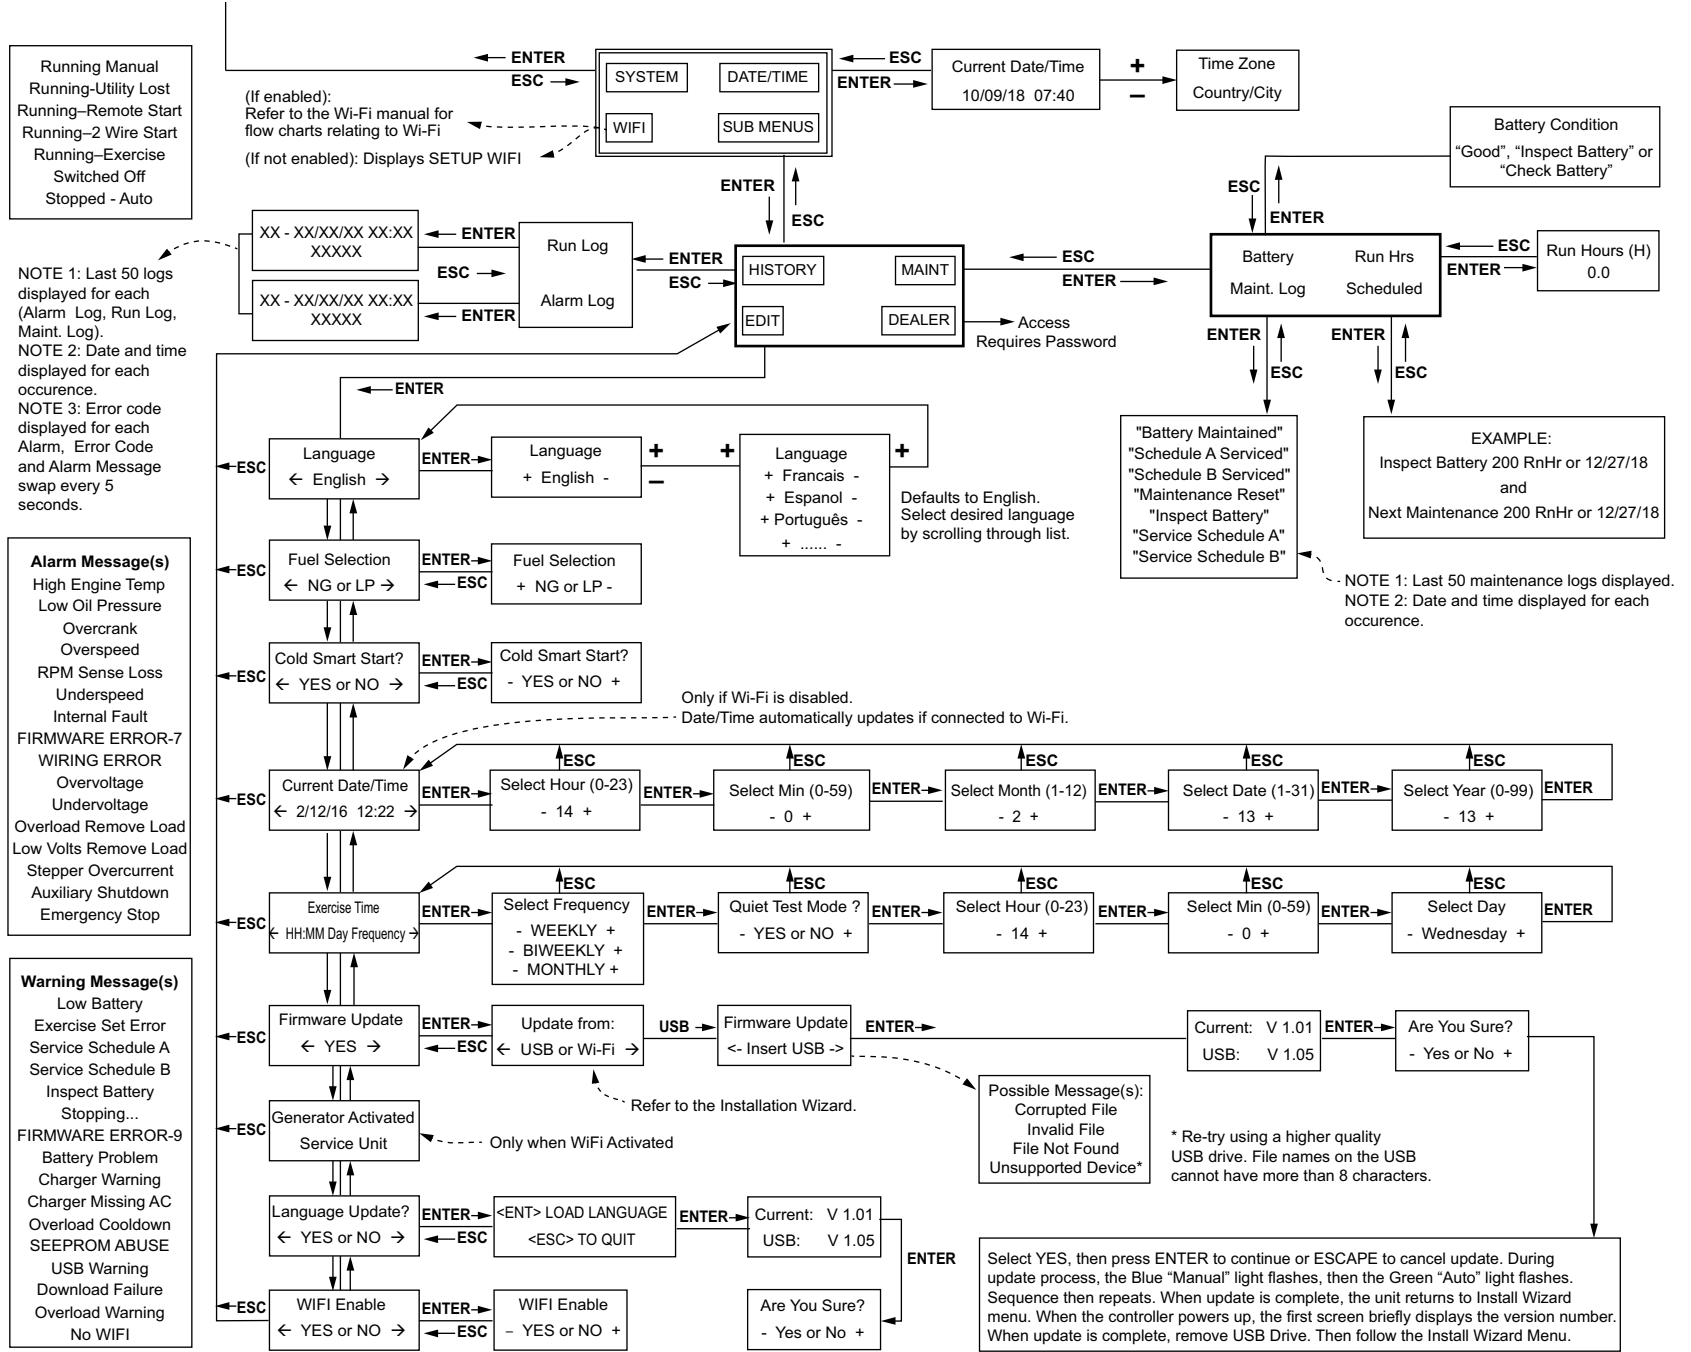 Running Manual
Running-Utility Lost
Running–Remote Start
Running–2 Wire Start
Running–Exercise
Switched Off
Stopped - Auto
ENTER
ESC
SYSTEM
DATE/TIME
WIFI
SUB MENUS
(If enabled):
Refer to the Wi-Fi manual for
flow charts relating to Wi-Fi
(If not enabled): Displays SETUP WIFI
ESC
ENTER
Current Date/Time
10/09/18 07:40
+
–
Time Zone
Country/City
Battery Condition
“Good”, “Inspect Battery” or
“Check Battery”
ENTER
ESC
ESC
ENTER
XX - XX/XX/XX XX:XX
XXXXX
XX - XX/XX/XX XX:XX
XXXXX
ENTER
ESC
ENTER
Run Log
Alarm Log
ENTER
ESC
HISTORY
MAINT
EDIT
DEALER
ESC
ENTER
Access
Requires Password
Battery
Run Hrs
Maint. Log
Scheduled
ESC
ENTER
Run Hours (H)
0.0
ENTER
ESC
ENTER
ESC
NOTE 1: Last 50 logs
displayed for each
(Alarm Log, Run Log,
Maint. Log).
NOTE 2: Date and time
displayed for each
occurence.
NOTE 3: Error code
displayed for each
Alarm, Error Code
and Alarm Message
swap every 5
seconds.
"Battery Maintained"
"Schedule A Serviced"
"Schedule B Serviced"
"Maintenance Reset"
"Inspect Battery"
"Service Schedule A"
"Service Schedule B"
EXAMPLE:
Inspect Battery 200 RnHr or 12/27/18
and
Next Maintenance 200 RnHr or 12/27/18
NOTE 1: Last 50 maintenance logs displayed.
NOTE 2: Date and time displayed for each
occurence.
ENTER
ESC
Language
← English →
ENTER
Language
+ English -
+
–
+
Language
+ Francais -
+ Espanol -
+ Português -
+ ...... -
+
Defaults to English.
Select desired language
by scrolling through list.
ESC
Fuel Selection
← NG or LP →
ENTER
ESC
Fuel Selection
+ NG or LP -
ESC
Cold Smart Start?
← YES or NO →
ENTER
ESC
Cold Smart Start?
- YES or NO +
Only if Wi-Fi is disabled.
Date/Time automatically updates if connected to Wi-Fi.
ESC
Current Date/Time
← 2/12/16 12:22 →
ENTER
ESC
Select Hour (0-23)
- 14 +
ENTER
ESC
Select Min (0-59)
- 0 +
ENTER
ESC
Select Month (1-12)
- 2 +
ENTER
ESC
Select Date (1-31)
- 13 +
ENTER
ESC
Select Year (0-99)
- 13 +
ENTER
ESC
Exercise Time
← HH:MM Day Frequency →
ENTER
ESC
Select Frequency
- WEEKLY +
- BIWEEKLY +
- MONTHLY +
ENTER
ESC
Quiet Test Mode ?
- YES or NO +
ENTER
ESC
Select Hour (0-23)
- 14 +
ENTER
ESC
Select Min (0-59)
- 0 +
ENTER
ESC
Select Day
- Wednesday +
ENTER
ESC
Firmware Update
← YES →
ENTER
ESC
Update from:
← USB or Wi-Fi →
USB
Firmware Update
<- Insert USB ->
ENTER
Current: V 1.01
USB: V 1.05
ENTER
Are You Sure?
- Yes or No +
Refer to the Installation Wizard.
Possible Message(s):
Corrupted File
Invalid File
File Not Found
Unsupported Device*
* Re-try using a higher quality
USB drive. File names on the USB
cannot have more than 8 characters.
ESC
Generator Activated
Service Unit
Only when WiFi Activated
ESC
Language Update?
← YES or NO →
ENTER
ESC
<ENT> LOAD LANGUAGE
<ESC> TO QUIT
ENTER
Current: V 1.01
USB: V 1.05
ENTER
Are You Sure?
- Yes or No +
ESC
WIFI Enable
← YES or NO →
ENTER
ESC
WIFI Enable
– YES or NO +
Select YES, then press ENTER to continue or ESCAPE to cancel update. During
update process, the Blue “Manual” light flashes, then the Green “Auto” light flashes.
Sequence then repeats. When update is complete, the unit returns to Install Wizard
menu. When the controller powers up, the first screen briefly displays the version number.
When update is complete, remove USB Drive. Then follow the Install Wizard Menu.
Alarm Message(s)
High Engine Temp
Low Oil Pressure
Overcrank
Overspeed
RPM Sense Loss
Underspeed
Internal Fault
FIRMWARE ERROR-7
WIRING ERROR
Overvoltage
Undervoltage
Overload Remove Load
Low Volts Remove Load
Stepper Overcurrent
Auxiliary Shutdown
Emergency Stop
Warning Message(s)
Low Battery
Exercise Set Error
Service Schedule A
Service Schedule B
Inspect Battery
Stopping...
FIRMWARE ERROR-9
Battery Problem
Charger Warning
Charger Missing AC
Overload Cooldown
SEEPROM ABUSE
USB Warning
Download Failure
Overload Warning
No WIFI